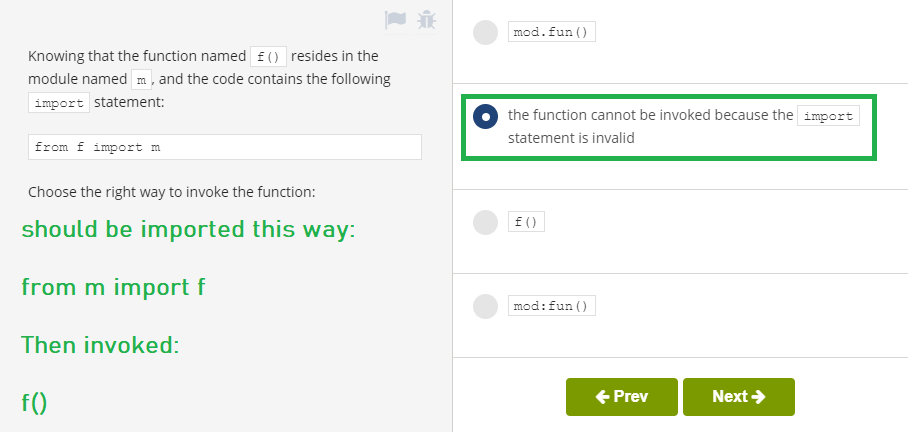 Knowing that the function named f() resides in the
module named m, and the code contains the following
import statement:
from f import m
Choose the right way to invoke the function:
should be imported this way:
from m import f
Then invoked:
f()
mod.fun()
the function cannot be invoked because the import
statement is invalid
f()
mod:fun()
Prev
Next